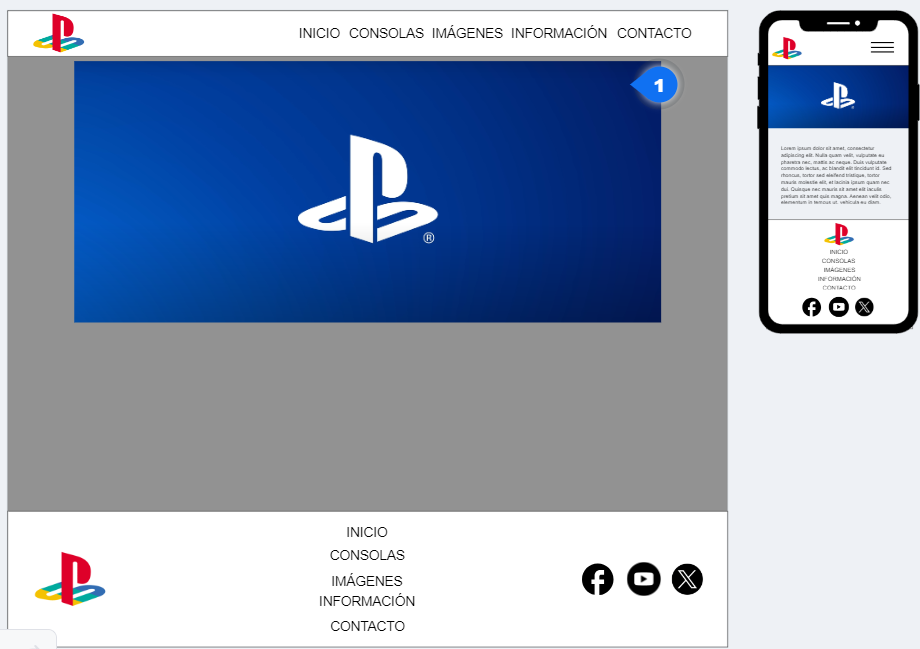 INICIO CONSOLAS IMÁGENES INFORMACIÓN CONTACTO
1
®
INICIO
CONSOLAS
IMÁGENES
INFORMACIÓN
CONTACTO
Lorem ipsum dolor sit amet, consectetur
adipiscing elit. Nulla quam velit, vulputate eu
pharetra nec, mattis ac neque. Duis vulputate
commodo lectus, ac blandit elit tincidunt id. Sed
rhoncus, tortor sed eleifend tristique, tortor
mauris molestie elit, et lacinia ipsum quam nec
dui. Quisque nec mauris sit amet elit iaculis
pretium sit amet quis magna. Aenean velit odio,
elementum in tempus ut, vehicula eu diam.
INICIO
CONSOLAS
IMAGENES
INFORMACIÓN
CONTACTO